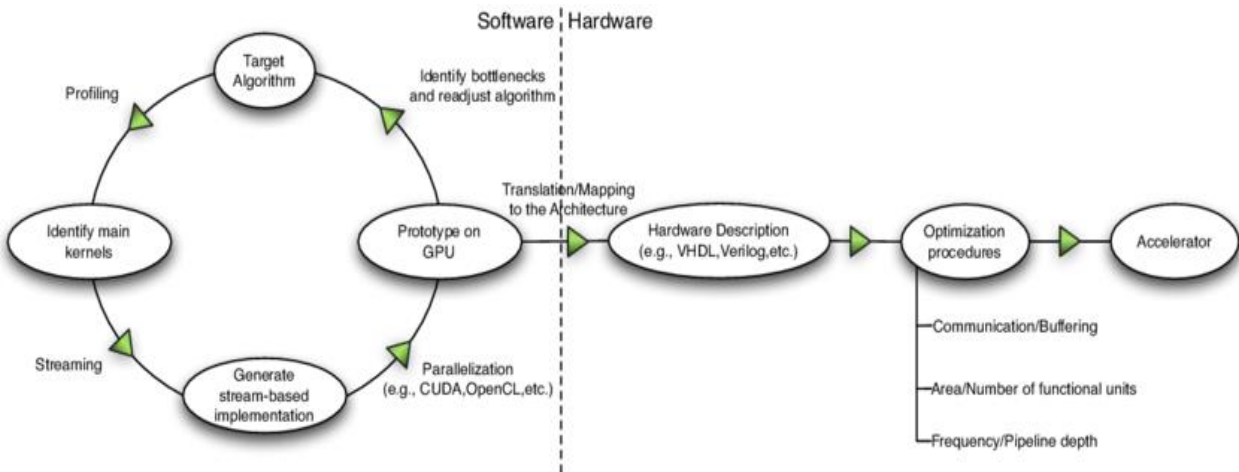 Software
Hardware
Target
Algorithm
Profiling
Identify bottlenecks
and readjust algorithm
Identify main
kernels
Prototype on
GPU
Translation/Mapping
to the Architecture
Hardware Description
(e.g., VHDL,Verilog,etc.)
Optimization
procedures
Accelerator
Streaming
Generate
stream-based
implementation
Parallelization
(e.g., CUDA,OpenCL,etc.)
Communication/Buffering
Area/Number of functional units
Frequency/Pipeline depth